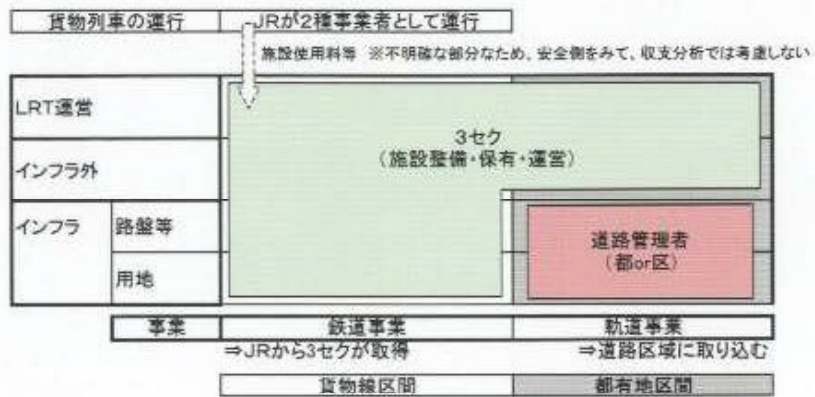 貨物列車の運行 JRが2種事業者として運行
施設使用料等 ※不明確な部分なため、安全側をみて、収支分析では考慮しない
LRT運営
3セク
(施設整備・保有・運営)
インフラ外
インフラ 路盤等
道路管理者
(都or区)
用地
事業 鉄道事業 軌道事業
⇒JRから3セクが取得 ⇒道路区域に取り込む
貨物線区間 都有地区間